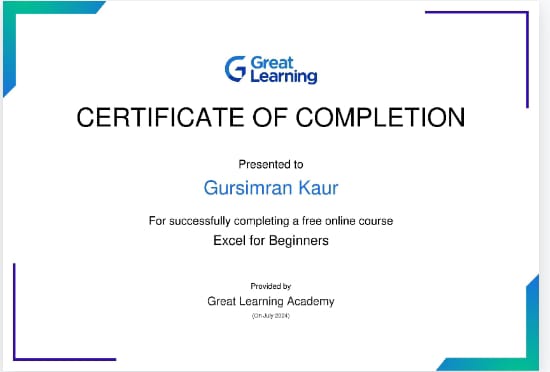 Great
Learning
CERTIFICATE OF COMPLETION
Presented to
Gursimran Kaur
For successfully completing a free online course
Excel for Beginners
Provided by
Great Learning Academy
(On July 2024)